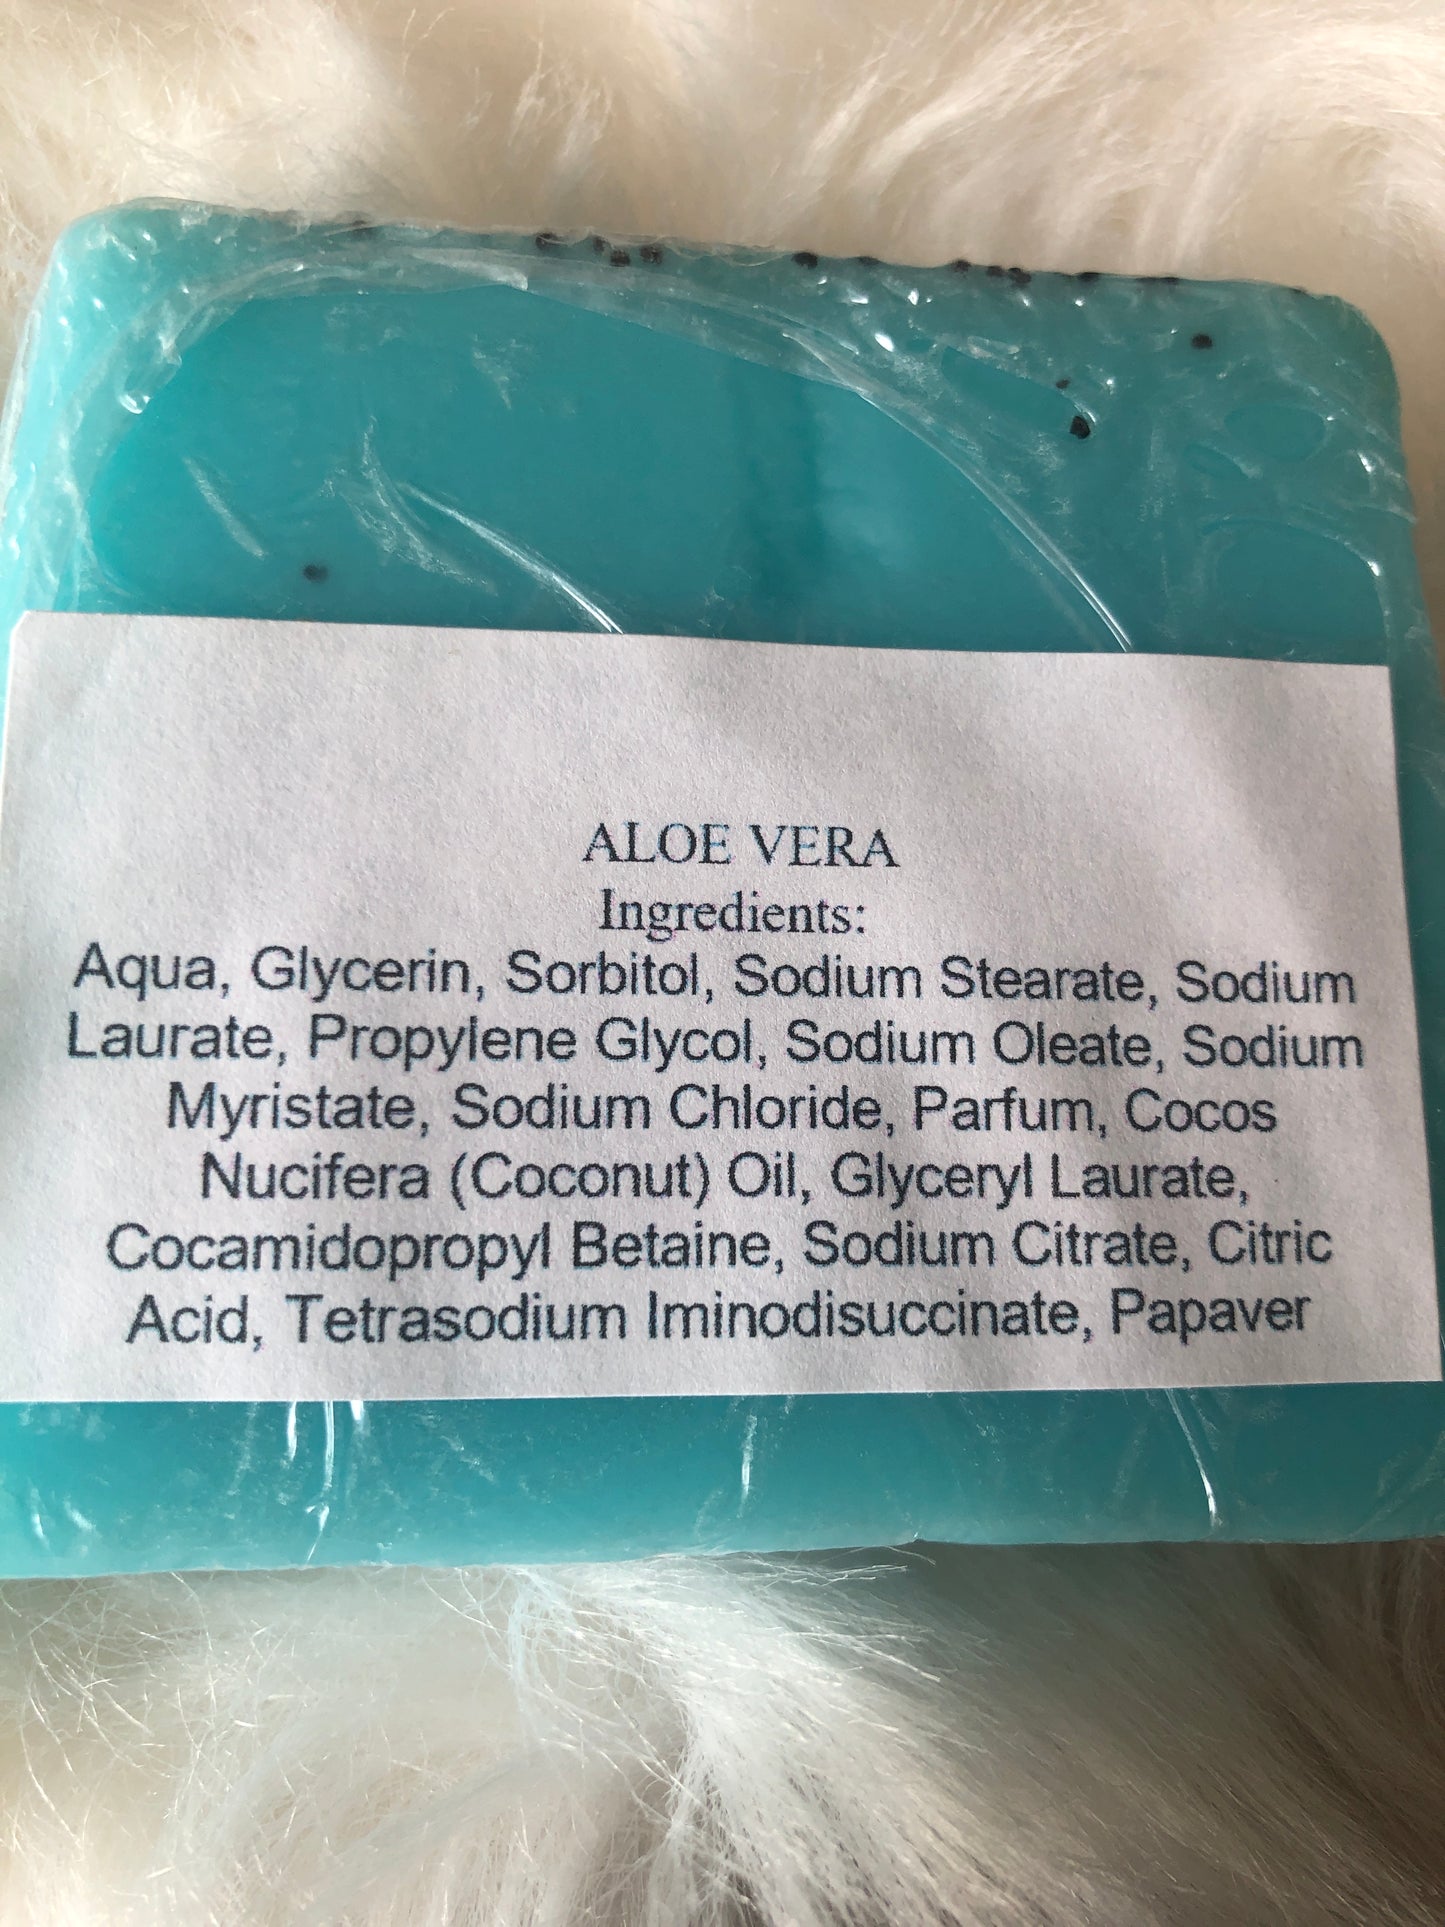 ALOE VERA
Ingredients:
Aqua, Glycerin, Sorbitol, Sodium Stearate, Sodium
Laurate, Propylene Glycol, Sodium Oleate, Sodium
Myristate, Sodium Chloride, Parfum, Cocos
Nucifera (Coconut) Oil, Glyceryl Laurate,
Cocamidopropyl Betaine, Sodium Citrate, Citric
Acid, Tetrasodium Iminodisuccinate, Papaver